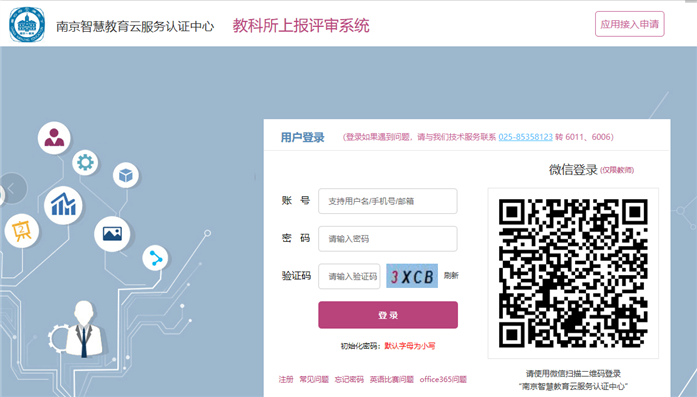 南京智慧教育云服务认证中心 教科所上报评审系统 应用接入申请
用户登录 (登录如果遇到问题，请与我们技术服务联系 025-85358123 转 6011、6006)
微信登录 (仅限教师)
账 号 支持用户名/手机号/邮箱
密 码 请输入密码
验证码 请输入验证码 3XCB 刷新
登 录
初始化密码：默认字母为小写
注册 常见问题 忘记密码 英语比赛问题 office365问题
请使用微信扫描二维码登录
“南京智慧教育云服务认证中心”